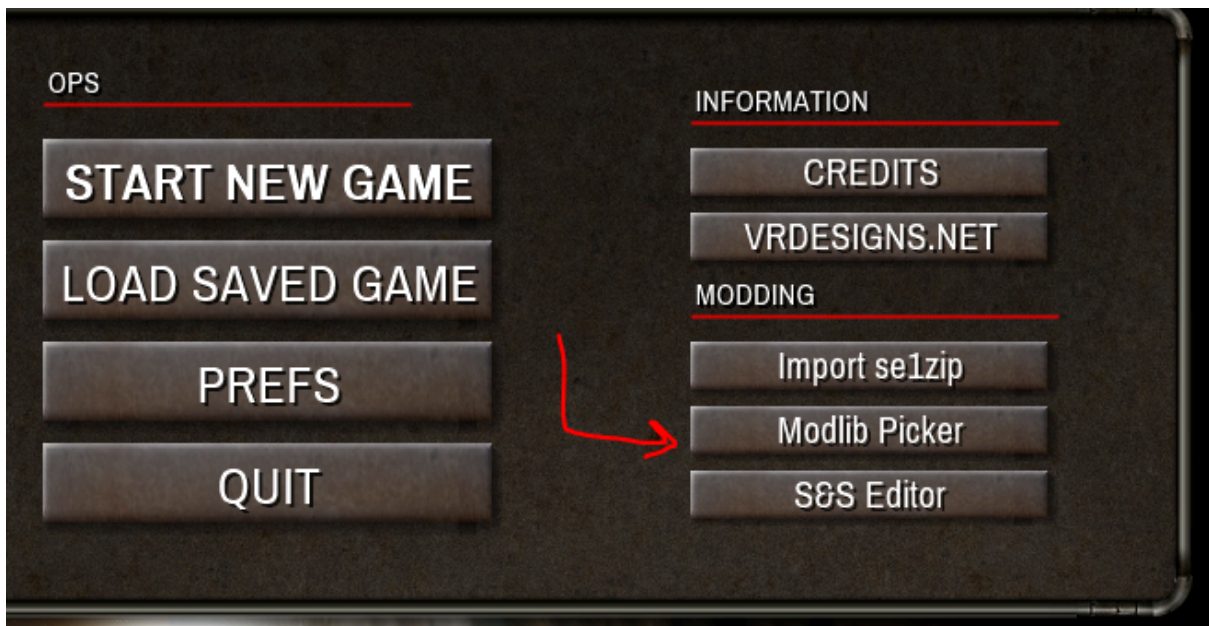 OPS
START NEW GAME
LOAD SAVED GAME
PREFS
QUIT
INFORMATION
CREDITS
VRDESIGNS.NET
MODDING
Import se1zip
Modlib Picker
S&S Editor